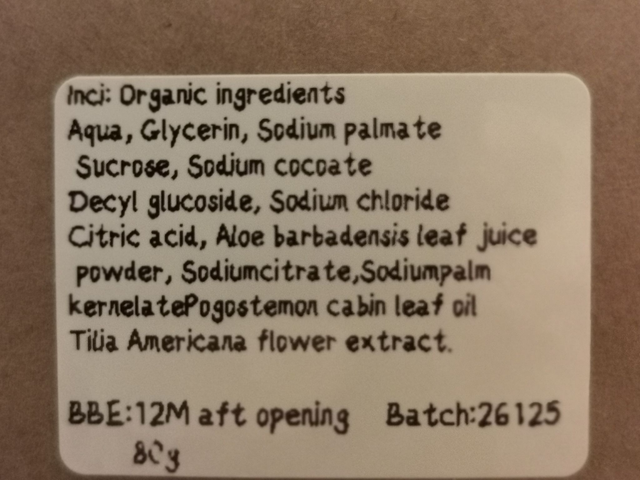 Inci: Organic ingredients
Aqua, Glycerin, Sodium palmate
Sucrose, Sodium cocoate
Decyl glucoside, Sodium chloride
Citric acid, Aloe barbadensis leaf juice
powder, Sodiumcitrate,Sodiumpalm
kernelatePogostemon cabin leaf oil
Tilia Americana flower extract.
BBE:12M aft opening Batch:26125
80g